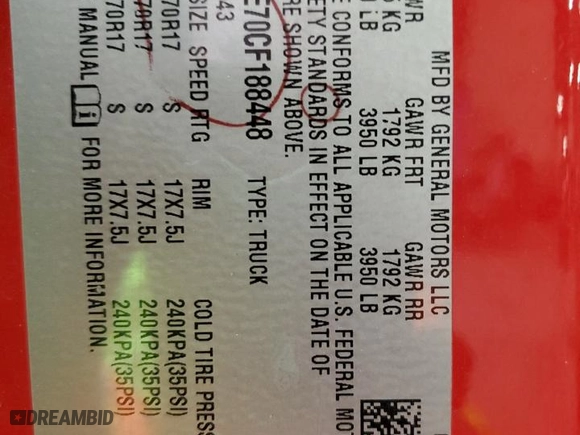 MFD BY GENERAL MOTORS LLC
GAWR FRT GAWR RR
KG 1792 KG 1792 KG
LB 3950 LB 3950 LB
CONFORMS TO ALL APPLICABLE U.S. FEDERAL
STANDARDS IN EFFECT ON THE DATE OF
SHOWN ABOVE.
E70CF188448 TYPE: TRUCK
43
SIZE SPEED RTG RIM COLD TIRE
70R17 S 17X7.5J 240KPA(35PSI)
70R17 S 17X7.5J 240KPA(35PSI)
70R17 S 17X7.5J 240KPA(35PSI)
MANUAL FOR MORE INFORMATION.
DREAMBID